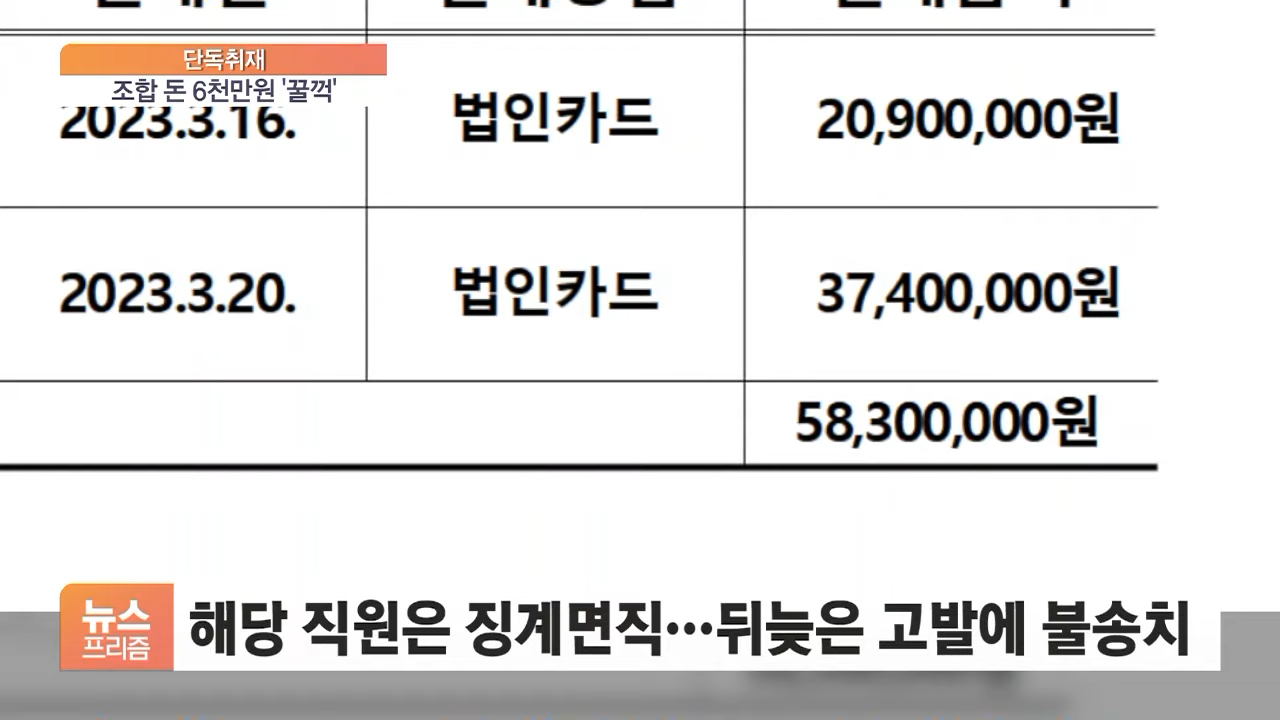 단독취재
조합 돈 6천만원 '꿀꺽'
2023.3.16. 법인카드 20,900,000원
2023.3.20. 법인카드 37,400,000원
58,300,000원
뉴스
프리즘
해당 직원은 징계면직…뒤늦은 고발에 불송치